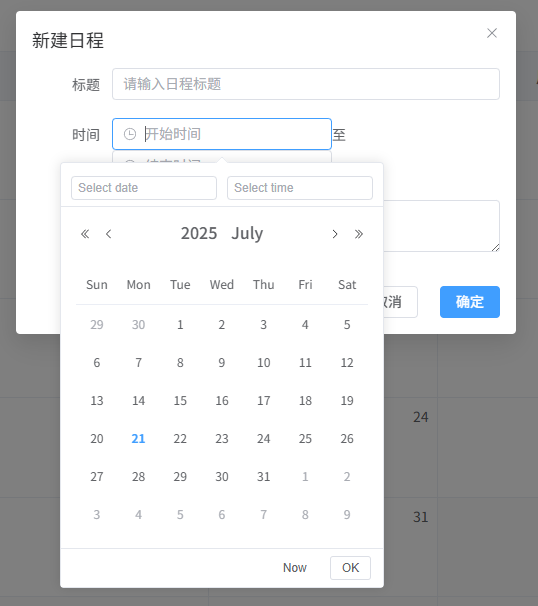 新建日程
标题 请输入日程标题
时间 开始时间 至
Select date Select time
2025 July
Sun Mon Tue Wed Thu Fri Sat
29 30 1 2 3 4 5
6 7 8 9 10 11 12
13 14 15 16 17 18 19
20 21 22 23 24 25 26
27 28 29 30 31 1 2
3 4 5 6 7 8 9
Now OK
确定
24
31